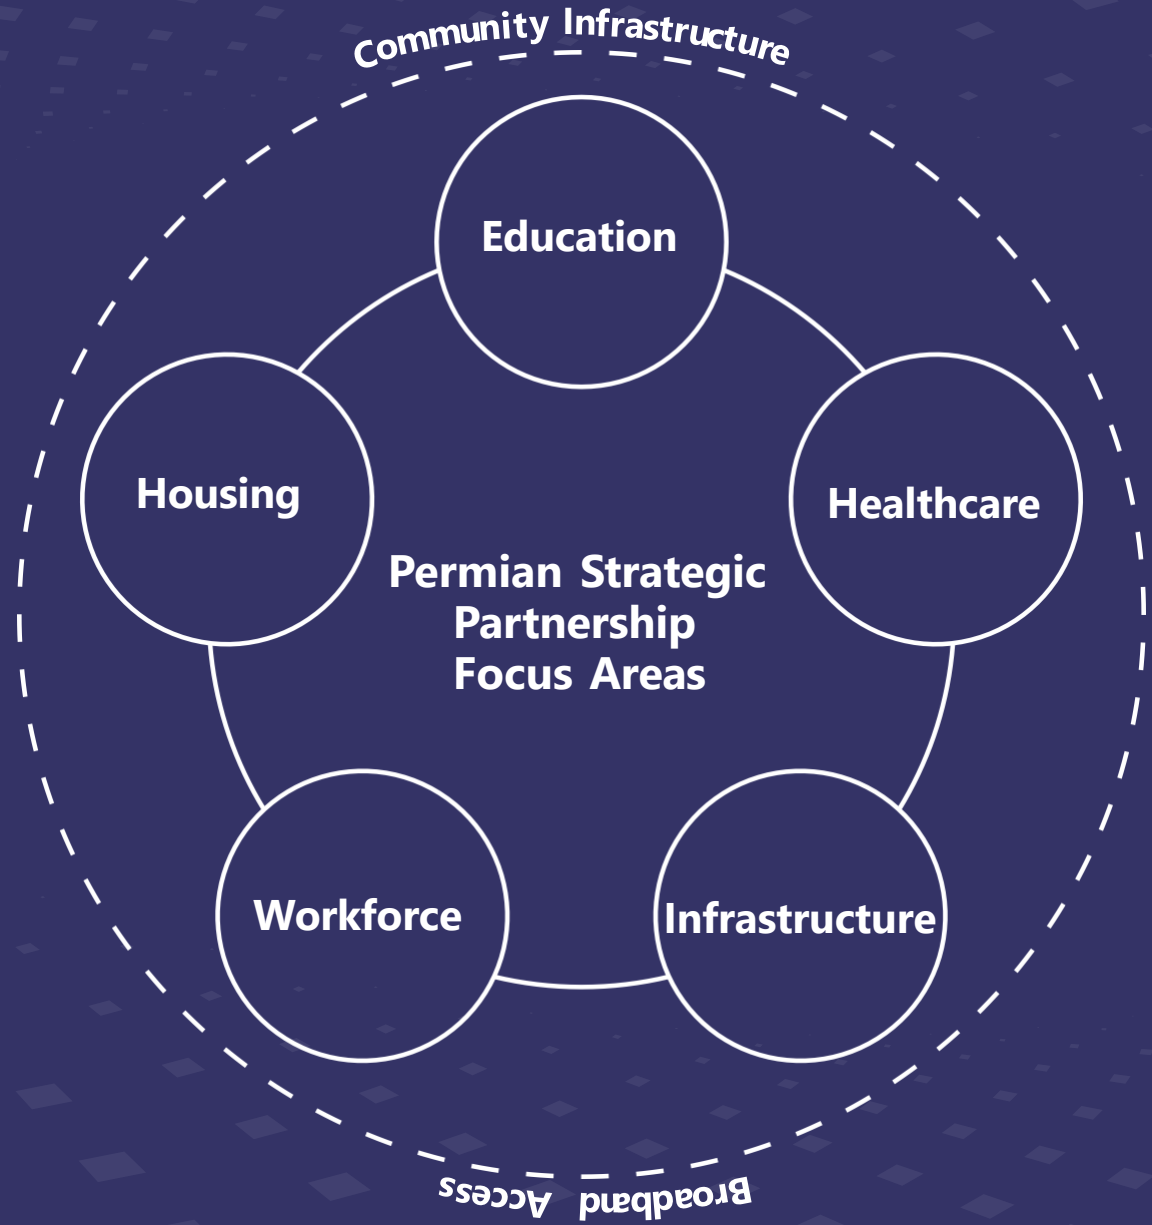 Community Infrastructure
Education
Housing
Healthcare
Permian Strategic
Partnership
Focus Areas
Workforce
Infrastructure
Broadband Access